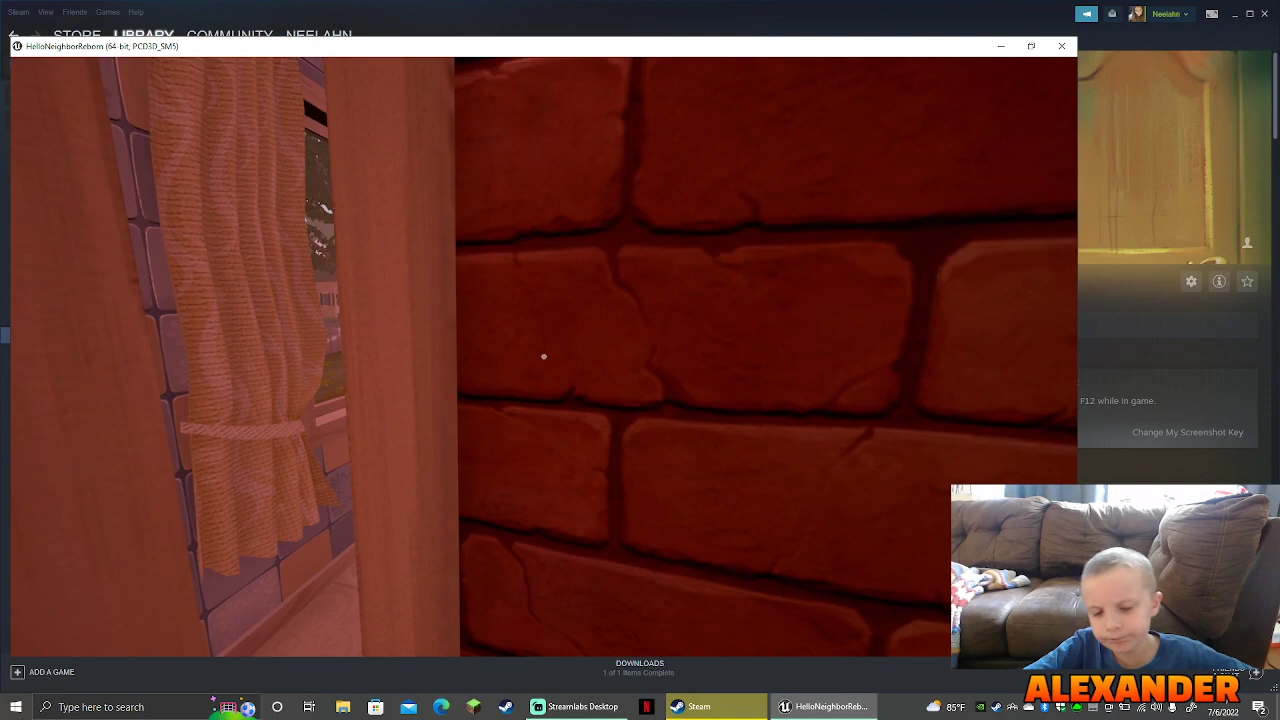 Steam View Friends Games Help
Neelahn
STORE LIBRARY COMMUNITY NEELAHN
HelloNeighborReborn (64-bit, PCD3D_SM5)
F12 while in game.
Change My Screenshot Key
ADD A GAME
DOWNLOADS
1 of 1 Items Complete
ALEXANDER
Type here to search
Streamlabs Desktop
N
Steam
HelloNeighborReb...
85°F
7/6/2022